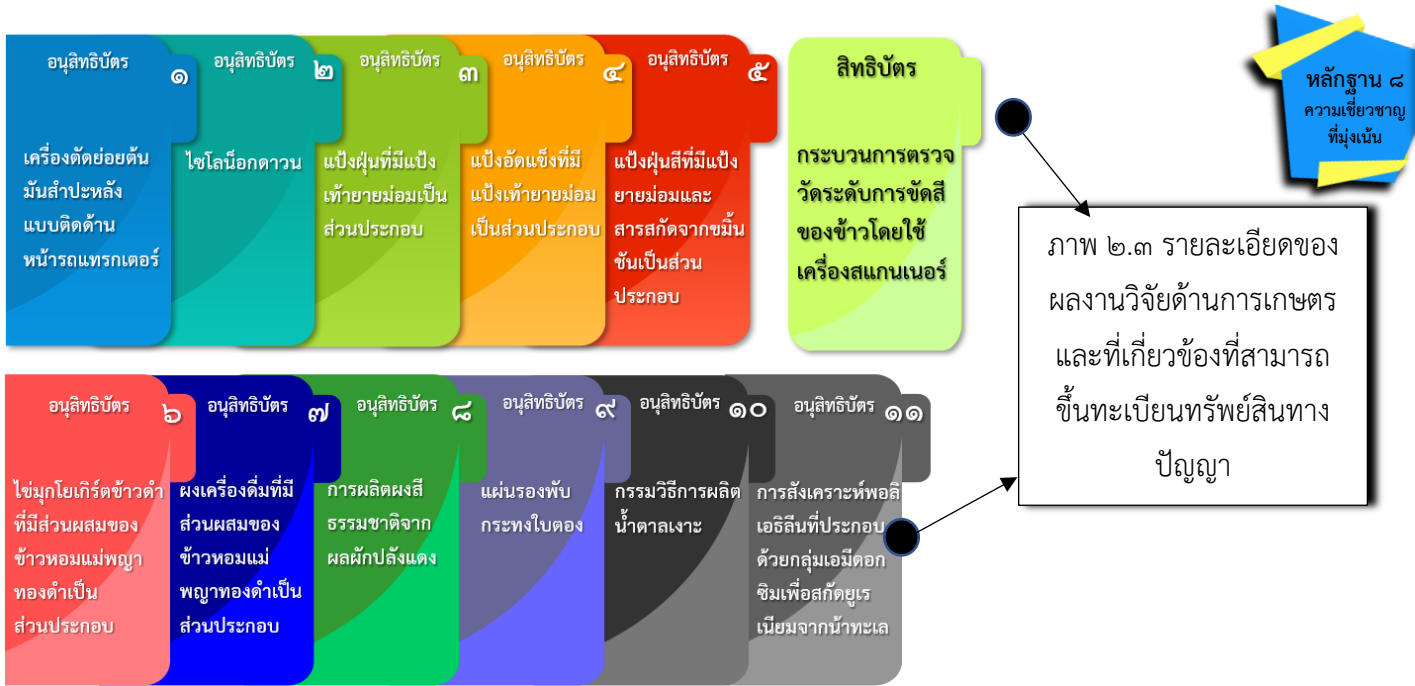 อนุสิทธิบัตร ๑
เครื่องตัดย่อยต้น
มันสำปะหลัง
แบบติดด้าน
หน้ารถแทรกเตอร์
อนุสิทธิบัตร ๒
ไซโลน็อกดาวน
อนุสิทธิบัตร ๓
แป้งฝุ่นที่มีแป้ง
เท้ายายม่อมเป็น
ส่วนประกอบ
อนุสิทธิบัตร ๔
แป้งอัดแข็งที่มี
แป้งเท้ายายม่อม
เป็นส่วนประกอบ
อนุสิทธิบัตร ๕
แป้งฝุ่นสีที่มีแป้ง
ยายม่อมและ
สารสกัดจากขมิ้น
ชันเป็นส่วน
ประกอบ
สิทธิบัตร
กระบวนการตรวจ
วัดระดับการขัดสี
ของข้าวโดยใช้
เครื่องสแกนเนอร์
หลักฐาน ๘
ความเชี่ยวชาญ
ที่มุ่งเน้น
ภาพ ๒.๓ รายละเอียดของ
ผลงานวิจัยด้านการเกษตร
และที่เกี่ยวข้องที่สามารถ
ขึ้นทะเบียนทรัพย์สินทาง
ปัญญา
อนุสิทธิบัตร ๖
ไข่มุกโยเกิร์ตข้าวดำ
ที่มีส่วนผสมของ
ข้าวหอมแม่พญา
ทองดำเป็น
ส่วนประกอบ
อนุสิทธิบัตร ๗
ผงเครื่องดื่มที่มี
ส่วนผสมของ
ข้าวหอมแม่
พญาทองดำเป็น
ส่วนประกอบ
อนุสิทธิบัตร ๘
การผลิตผงสี
ธรรมชาติจาก
ผลผักปลังแดง
อนุสิทธิบัตร ๙
แผ่นรองพับ
กระทงใบตอง
อนุสิทธิบัตร ๑๐
กรรมวิธีการผลิต
น้ำตาลเงาะ
อนุสิทธิบัตร ๑๑
การสังเคราะห์พอลิ
เอธิลีนที่ประกอบ
ด้วยกลุ่มเอมีดอก
ซิมเพื่อสกัดยูเร
เนียมจากน้ำทะเล